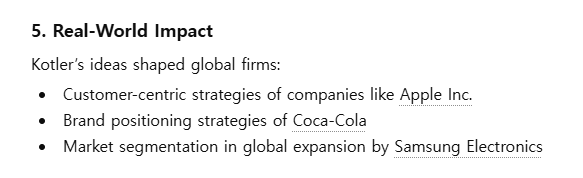 5. Real-World Impact
Kotler’s ideas shaped global firms:
• Customer-centric strategies of companies like Apple Inc.
• Brand positioning strategies of Coca-Cola
• Market segmentation in global expansion by Samsung Electronics